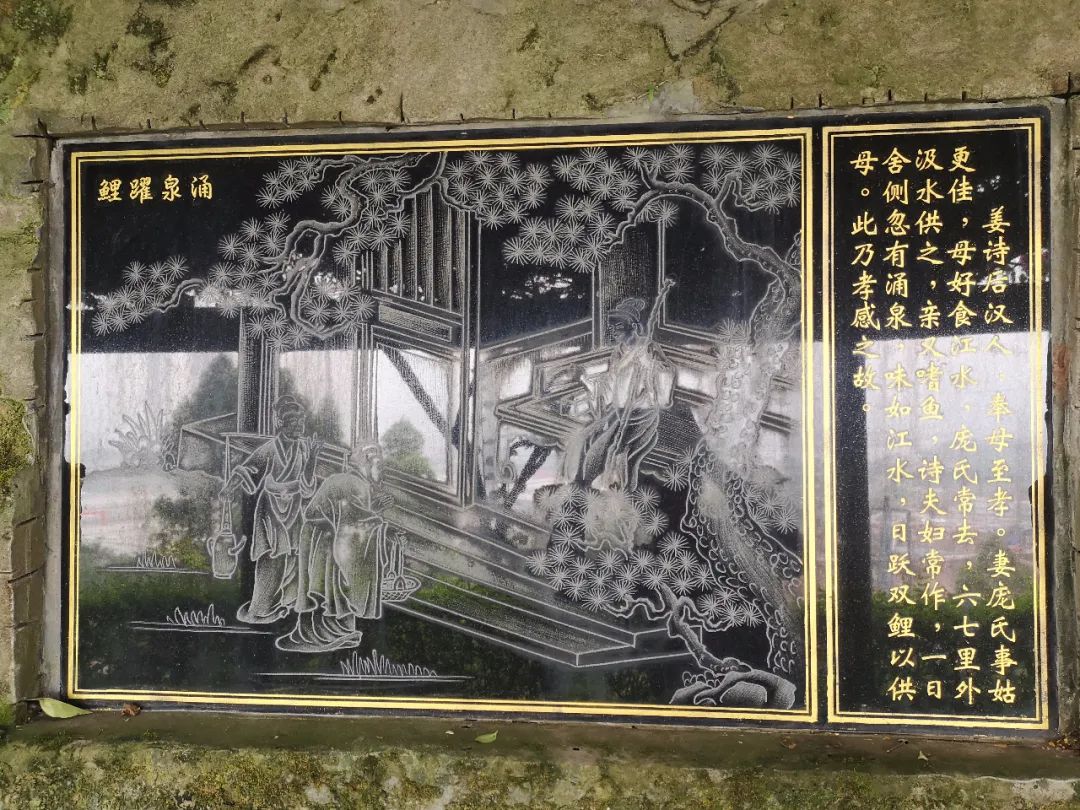 涌泉躍鲤
姜诗居汉人，奉母至孝。妻庞氏事姑
更佳，母好食江水，庞氏常去，六七里外
汲水供之，亲又嗜鱼，诗夫妇常作，一日
舍侧忽有涌泉，味如江水，日跃双鲤以供
母。此乃孝感之故。